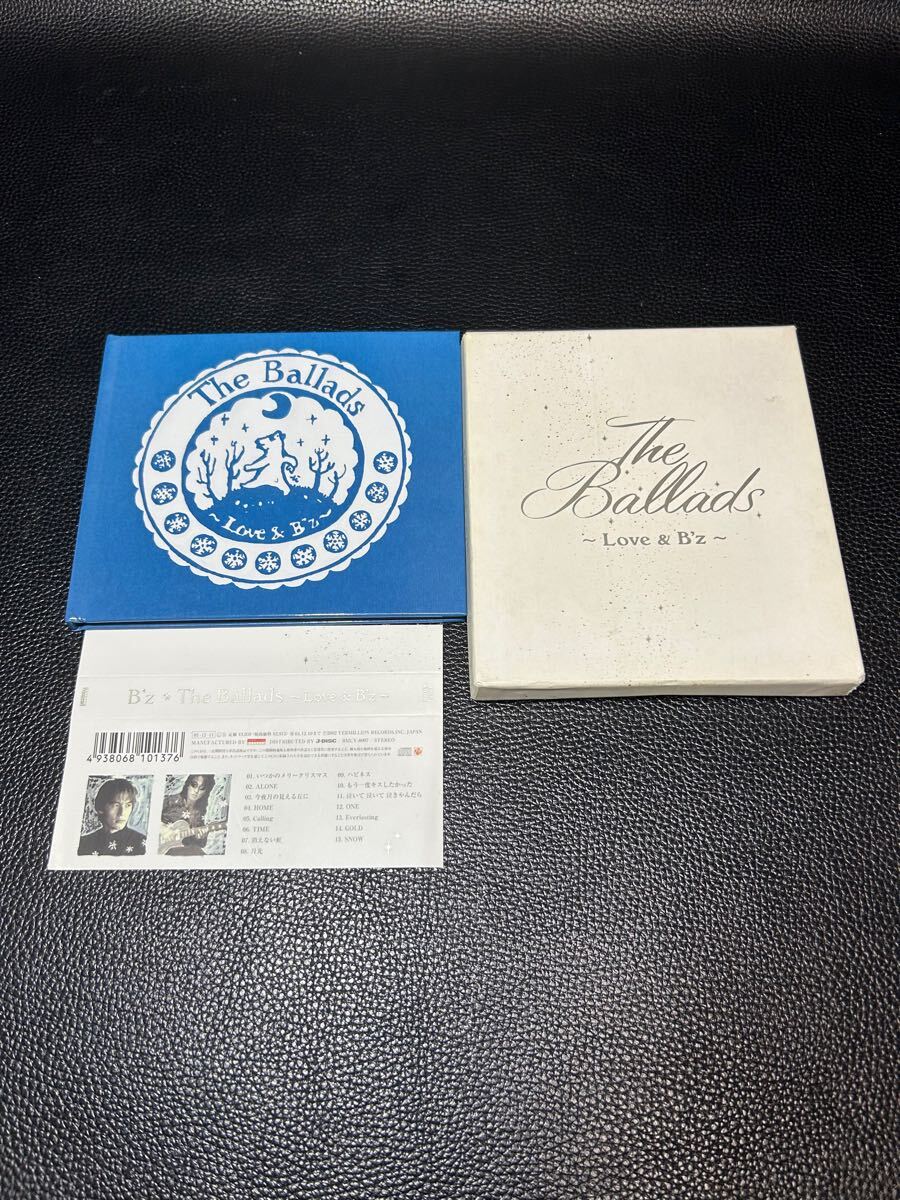 The Ballads
~ Love & B'z ~
The
Ballads
~ Love & B'z ~
B'z The Ballads ~ Love & B'z ~
MANUFACTURED BY
DISTRIBUTED BY J-DISC
STEREO
4 938068 101376
01. いつかのメリークリスマス
02. ALONE
03. 今夜月の見える丘に
04. HOME
05. Calling
06. TIME
07. 消えない虹
08. 月光
09. ハピネス
10. もう一度キスしたかった
11. 泣いて 泣いて 泣きやんだら
12. ONE
13. Everlasting
14. GOLD
15. SNOW